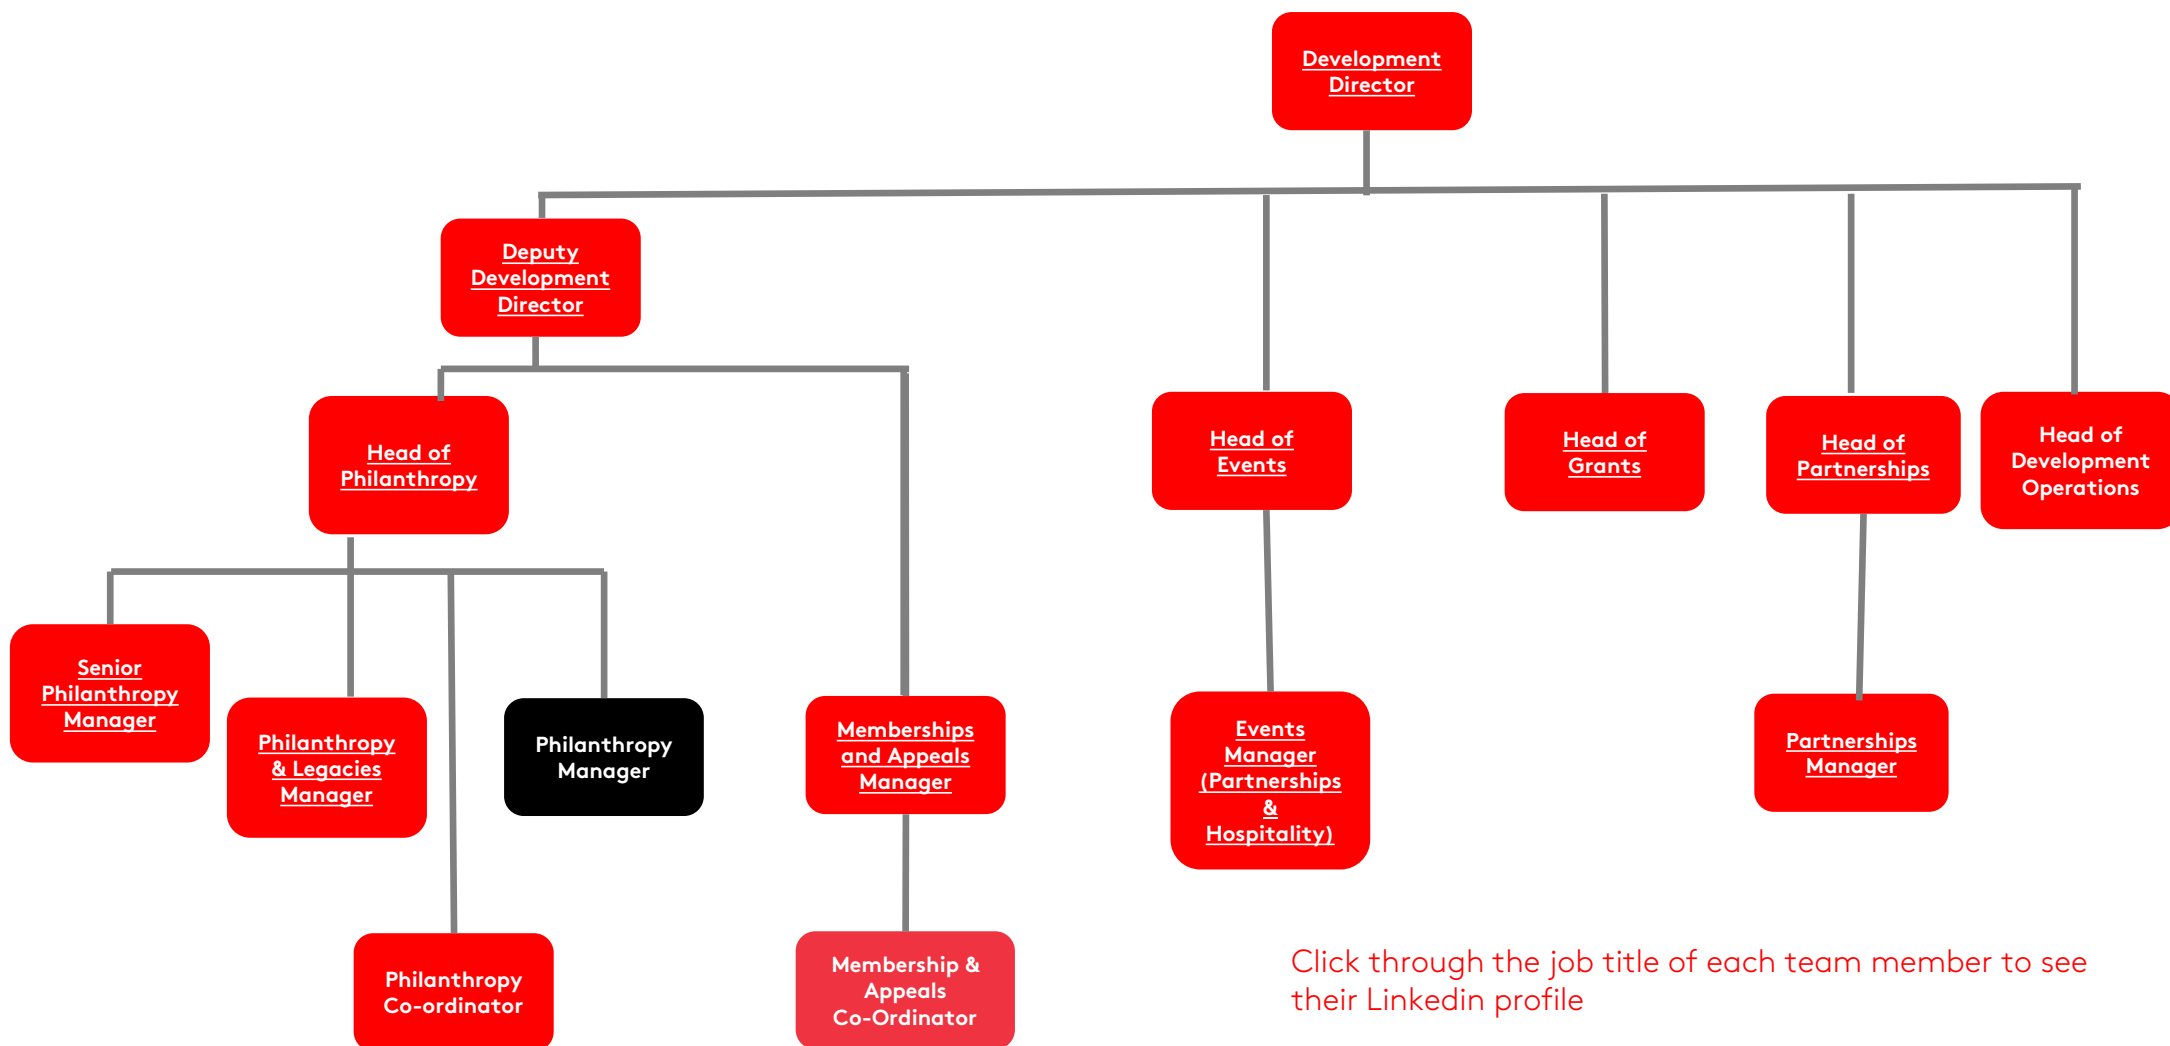 Development
Director
Deputy
Development
Director
Head of
Philanthropy
Head of
Events
Head of
Grants
Head of
Partnerships
Head of
Development
Operations
Senior
Philanthropy
Manager
Philanthropy
& Legacies
Manager
Philanthropy
Manager
Memberships
and Appeals
Manager
Events
Manager
(Partnerships
&
Hospitality)
Partnerships
Manager
Philanthropy
Co-ordinator
Membership &
Appeals
Co-Ordinator
Click through the job title of each team member to see
their Linkedin profile